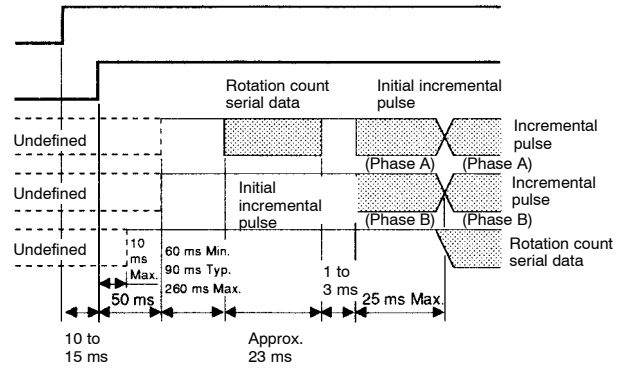 Rotation count
serial data
Initial incremental
pulse
Undefined
Incremental
pulse
(Phase A)
(Phase A)
Undefined
Initial
incremental
pulse
Incremental
pulse
(Phase B)
(Phase B)
Undefined
10
ms
Max.
60 ms Min.
90 ms Typ.
260 ms Max.
1 to
3 ms
Rotation count
serial data
50 ms
25 ms Max.
10 to
15 ms
Approx.
23 ms